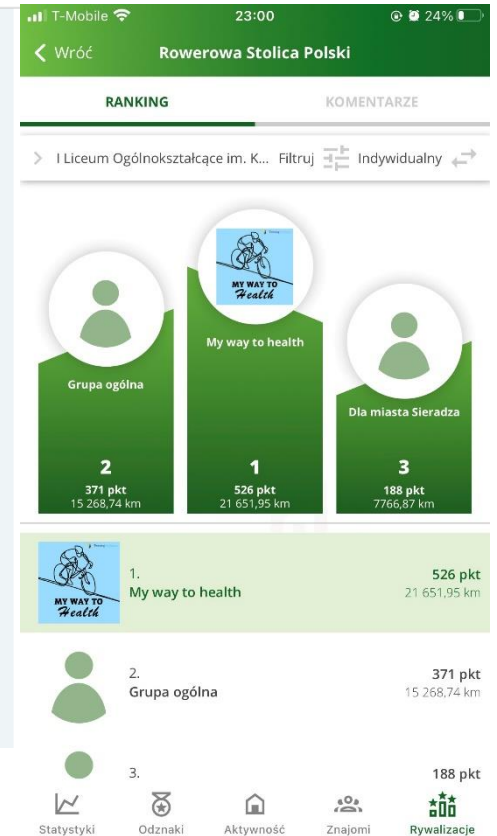 T-Mobile 23:00 24%
Wróć Rowerowa Stolica Polski
RANKING KOMENTARZE
I Liceum Ogólnokształcące im. K... Filtruj Indywidualny
MY WAY TO
Health
My way to health
Grupa ogólna
Dla miasta Sieradza
2 1 3
371 pkt 526 pkt 188 pkt
15 268,74 km 21 651,95 km 7766,87 km
MY WAY TO
Health
1.
My way to health
526 pkt
21 651,95 km
2.
Grupa ogólna
371 pkt
15 268,74 km
3. 188 pkt
Statystyki Odznaki Aktywność Znajomi Rywalizacje